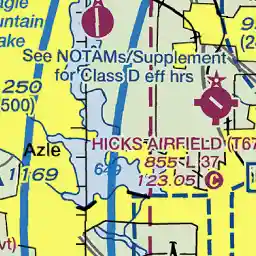 Lake
See NOTAMs/Supplement
for Class D eff hrs
250
(500)
HICKS AIRFIELD (T67
Azle
855 L 37
649
123.05 C
1169